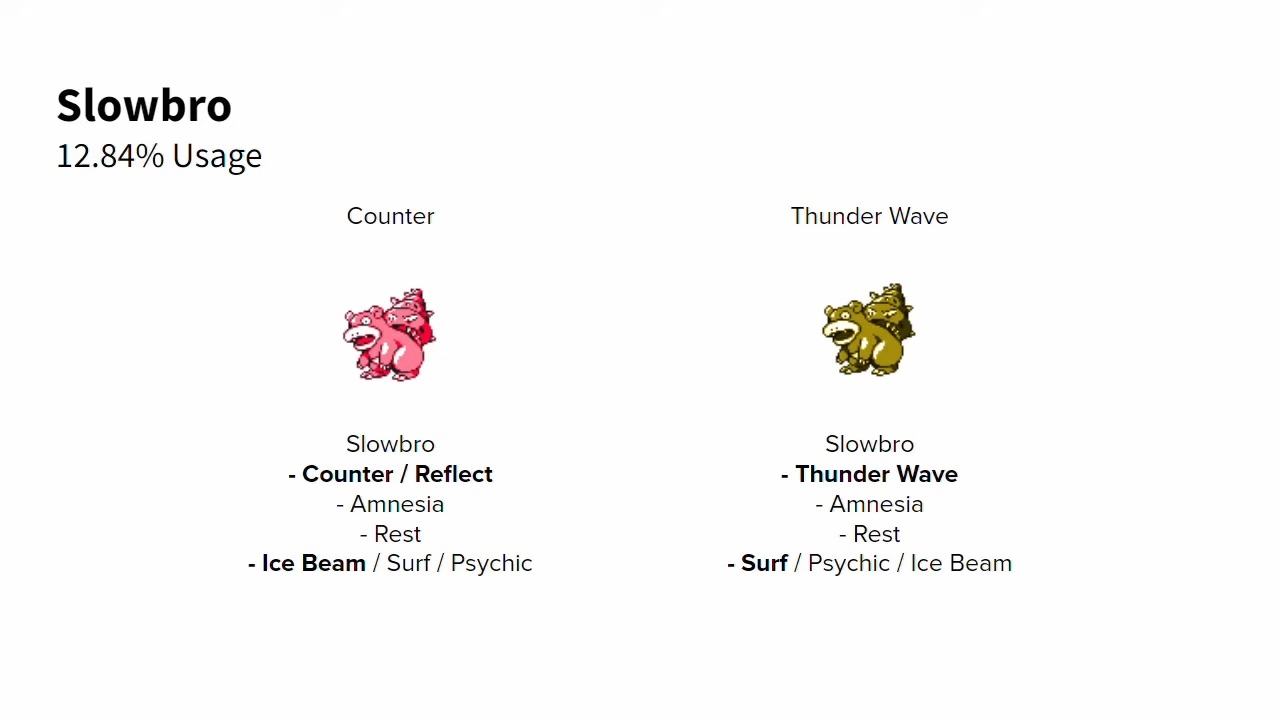 Slowbro
12.84% Usage
Counter
Slowbro
- Counter / Reflect
- Amnesia
- Rest
- Ice Beam / Surf / Psychic
Thunder Wave
Slowbro
- Thunder Wave
- Amnesia
- Rest
- Surf / Psychic / Ice Beam